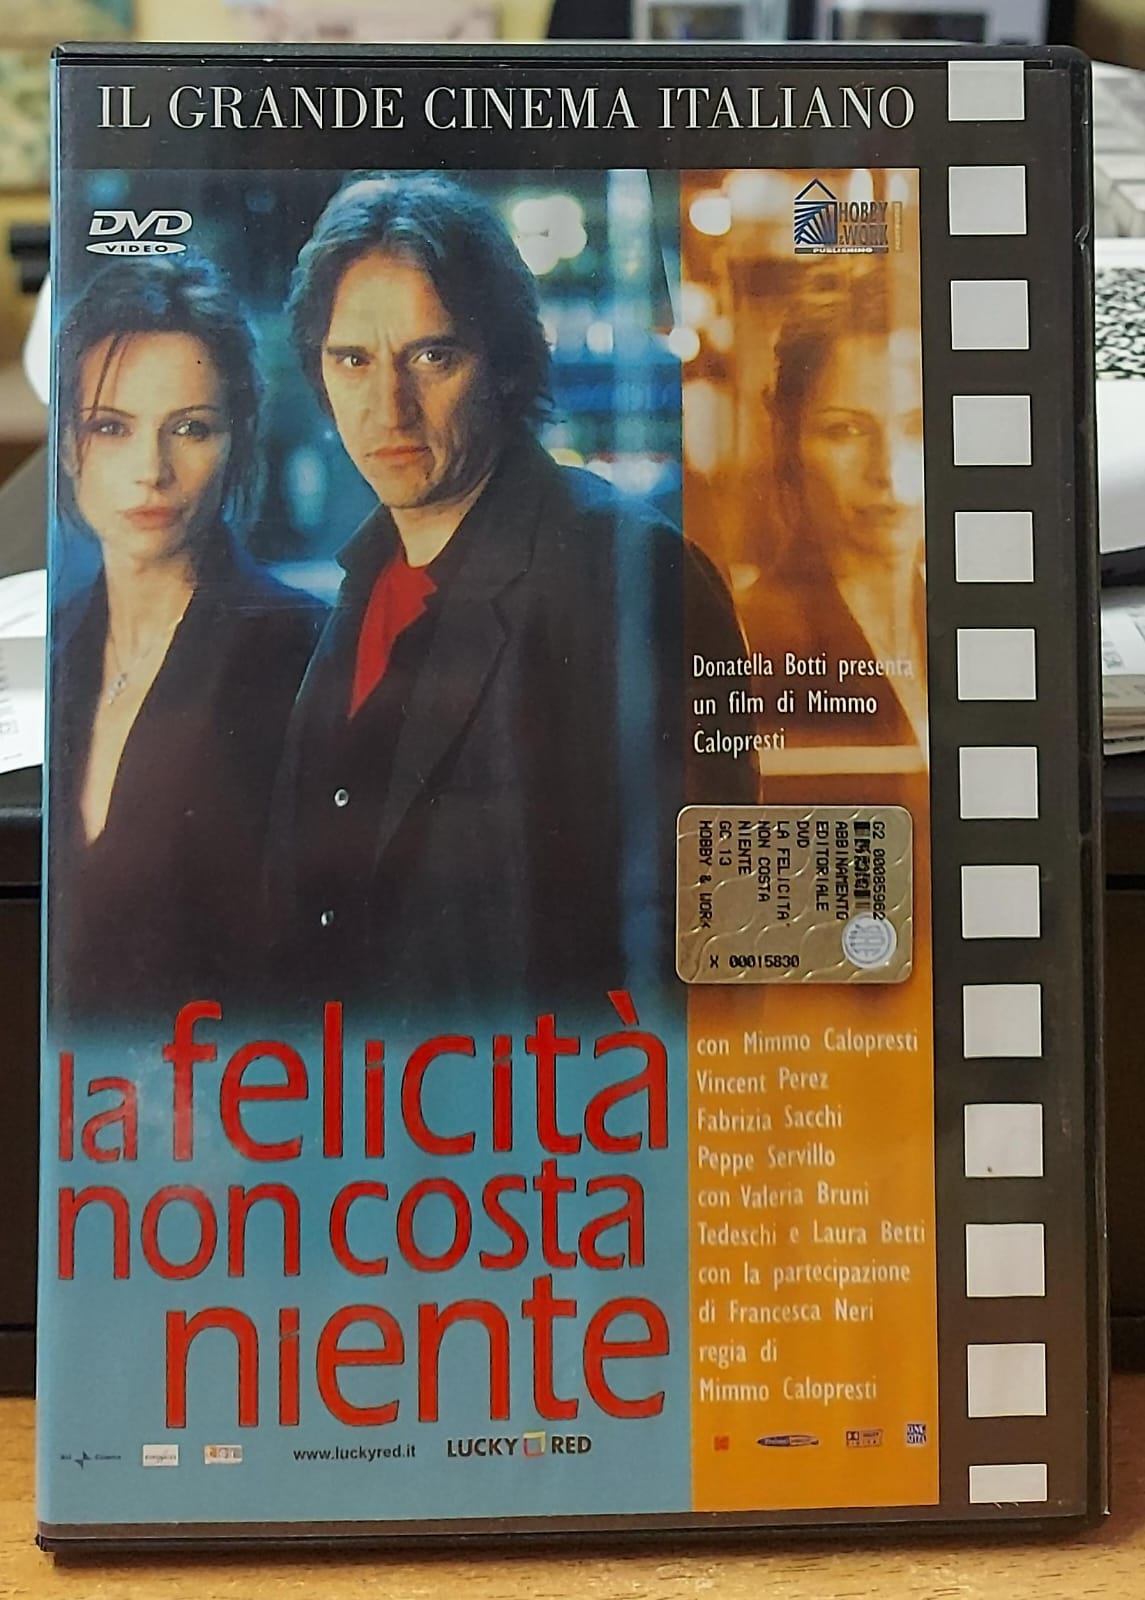 IL GRANDE CINEMA ITALIANO
DVD
VIDEO
HOBBY
& WORK
PUBLISHING
Donatella Botti presenta
un film di Mimmo
Calopresti
G2 00085962
ABBINAMENTO
EDITORIALE
DVD
LA FELICITA'
NON COSTA
NIENTE
GC 13
HOBBY & WORK
X 00015830
la felicità
non costa
niente
con Mimmo Calopresti
Vincent Perez
Fabrizia Sacchi
Peppe Servillo
con Valeria Bruni
Tedeschi e Laura Betti
con la partecipazione
di Francesca Neri
regia di
Mimmo Calopresti
www.luckyred.it
LUCKY RED